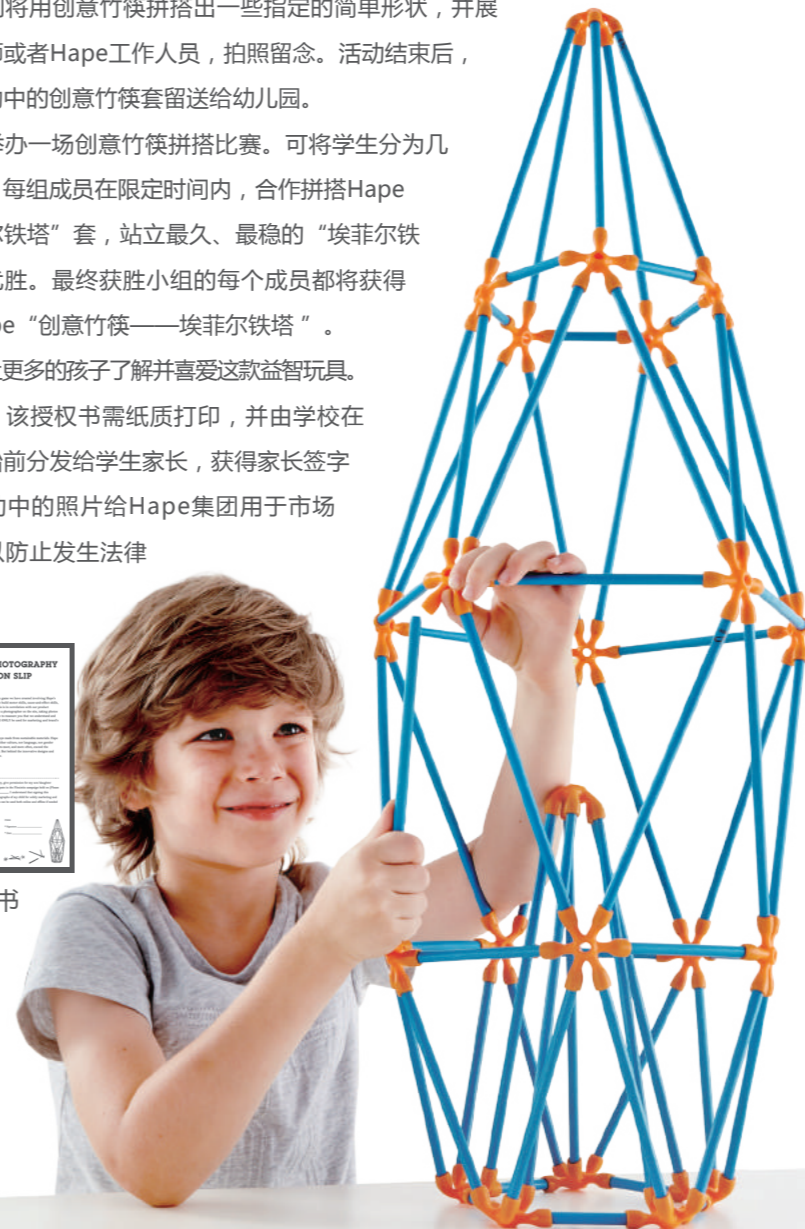 将用创意竹筷拼搭出一些指定的简单形状，并展
或者Hape工作人员，拍照留念。活动结束后，
中的创意竹筷套留送给幼儿园。
办一场创意竹筷拼搭比赛。可将学生分为几
每组成员在限定时间内，合作拼搭Hape
铁塔”套，站立最久、最稳的“埃菲尔铁
胜。最终获胜小组的每个成员都将获得
pe“创意竹筷——埃菲尔铁塔 ”。
更多的孩子了解并喜爱这款益智玩具。
该授权书需纸质打印，并由学校在
前分发给学生家长，获得家长签字
中的照片给Hape集团用于市场
防止发生法律
HOTOGRAPHY
ON SLIP
书